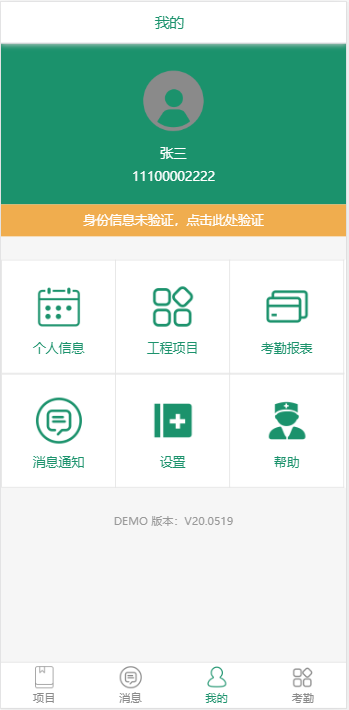 我的
张三
11100002222
身份信息未验证，点击此处验证
个人信息
工程项目
考勤报表
消息通知
设置
帮助
DEMO 版本：V20.0519
项目
消息
我的
考勤